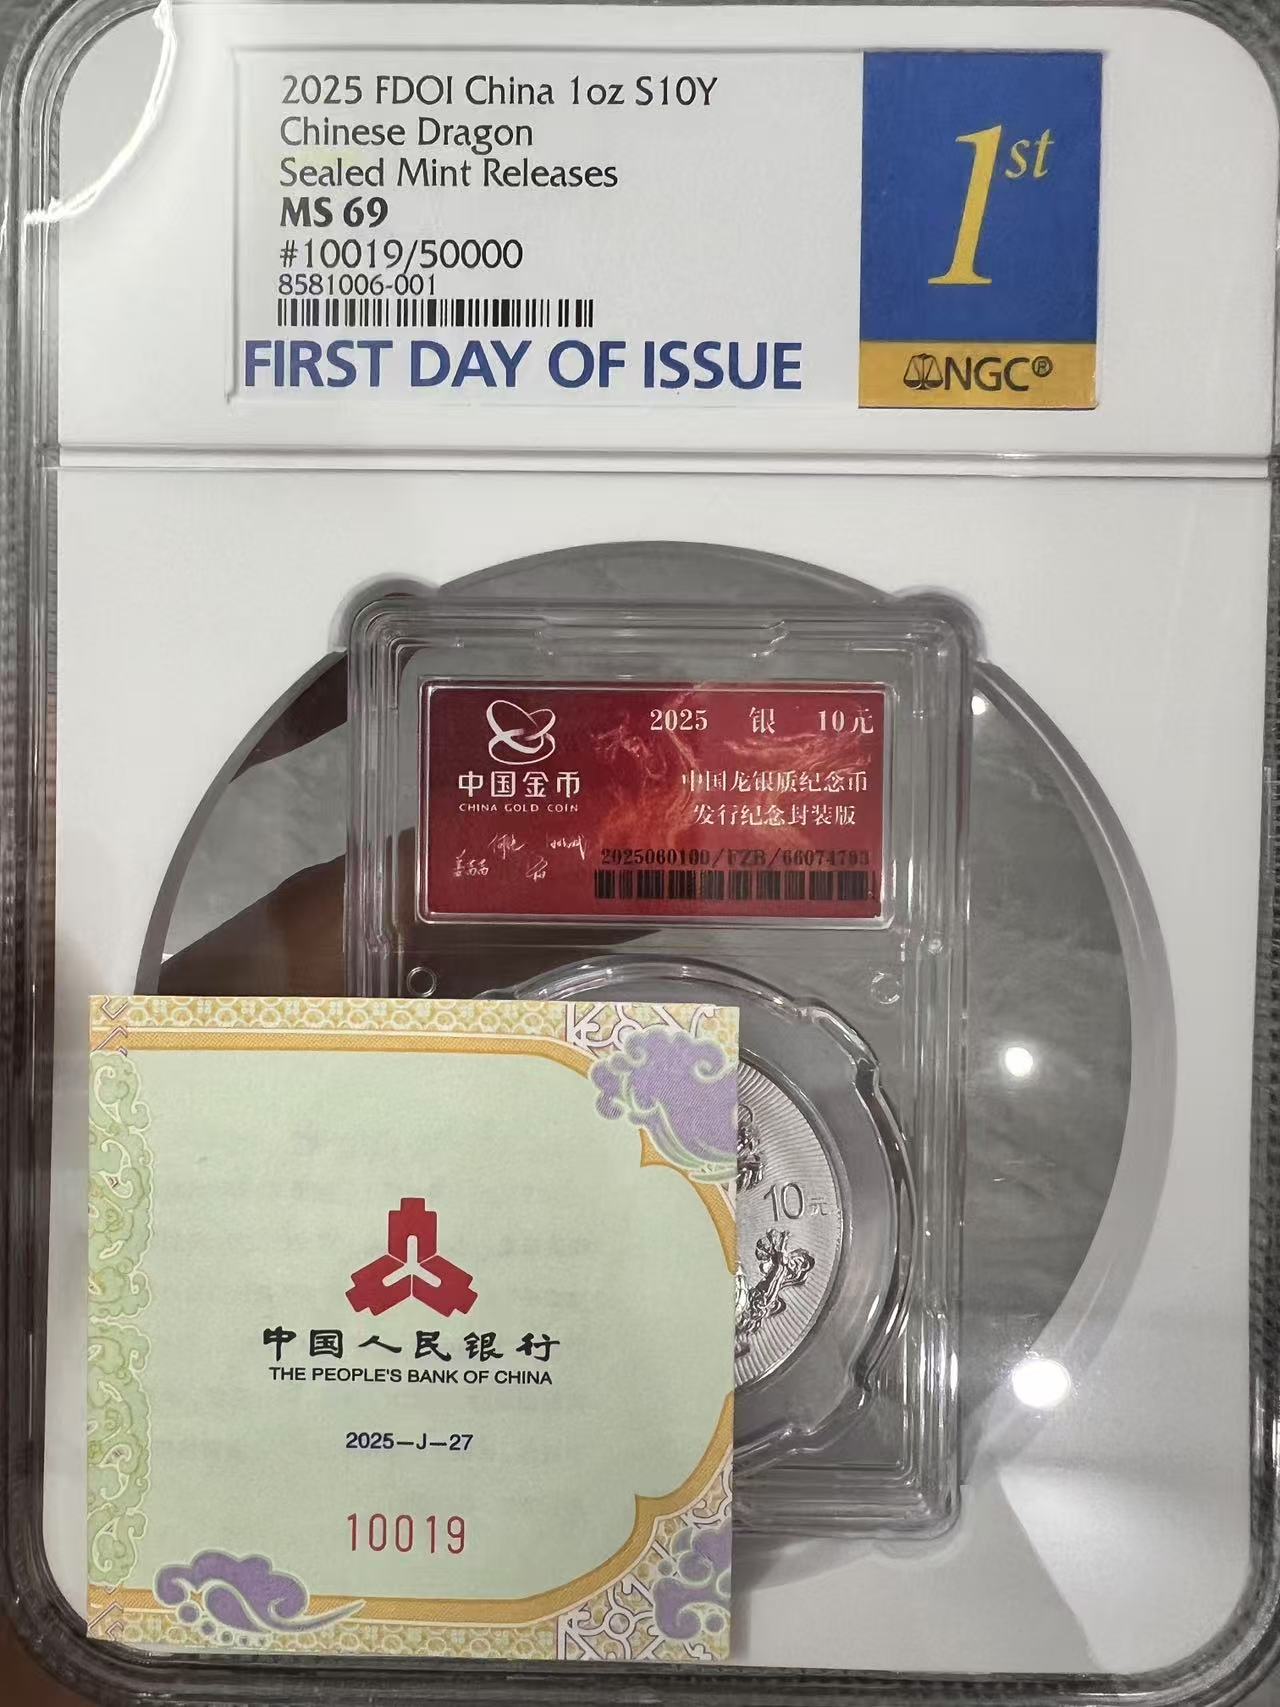 2025 FDOI China 1oz S10Y
Chinese Dragon
Sealed Mint Releases
MS 69
#10019/50000
8581006-001
FIRST DAY OF ISSUE
1st
NGC®
中国金币
CHINA GOLD COIN
2025 银 10元
中国龙银质纪念币
发行纪念封装版
2025060100/FZB/66074793
10元
中国人民银行
THE PEOPLE'S BANK OF CHINA
2025-J-27
10019